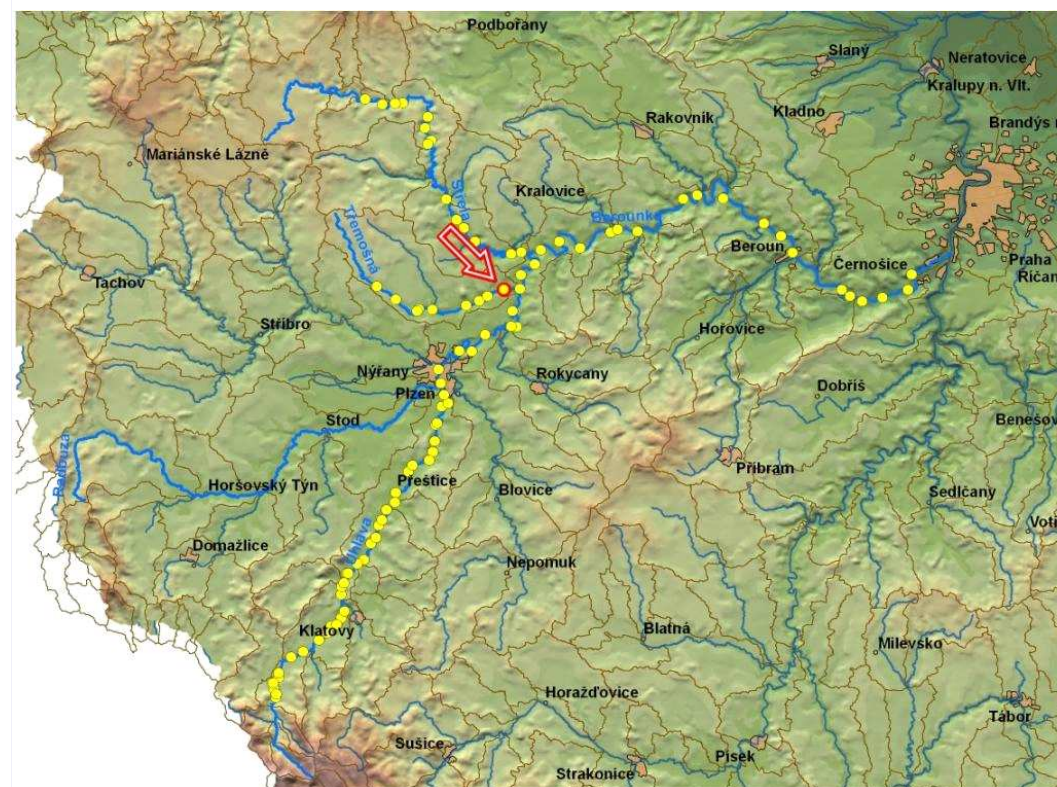 Podbořany
Slaný
Neratovice
Kralupy n. Vlt.
Kladno
Rakovník
Brandýs n
Mariánské Lázně
Kralovice
Střela
Třemošná
Berounka
Beroun
Černošice
Praha
Říčan
Tachov
Stříbro
Hořovice
Nýřany
Rokycany
Plzeň
Dobříš
Stod
Benešov
Radbuza
Příbram
Horšovský Týn
Přeštice
Blovice
Sedlčany
Voti
Úhlava
Domažlice
Nepomuk
Klatovy
Blatná
Milevsko
Horažďovice
Tábor
Sušice
Písek
Strakonice